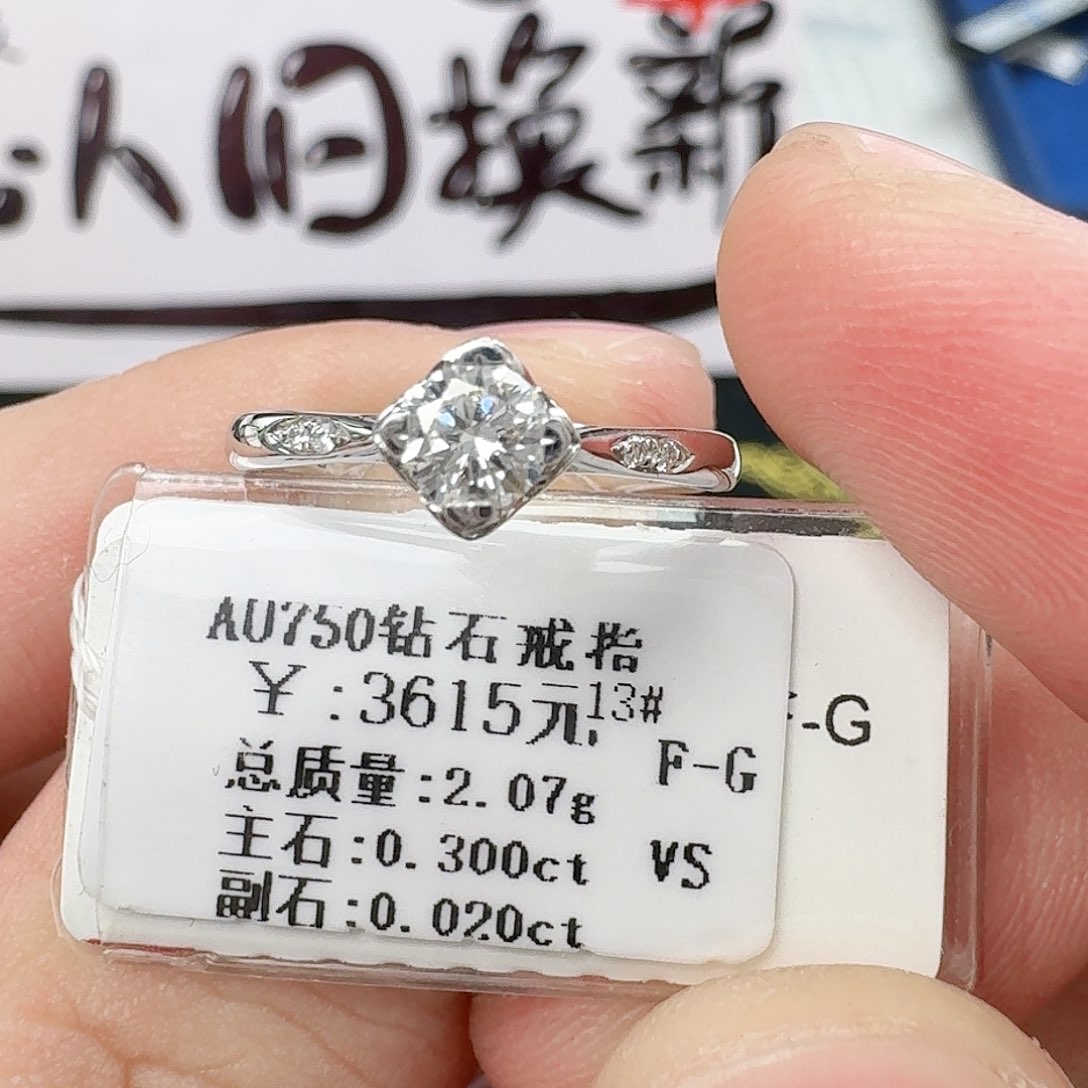 人旧换新
AU750钻石戒指
￥:3615元 13#
F-G
总质量:2.07g
主石:0.300ct VS
副石:0.020ct
-G